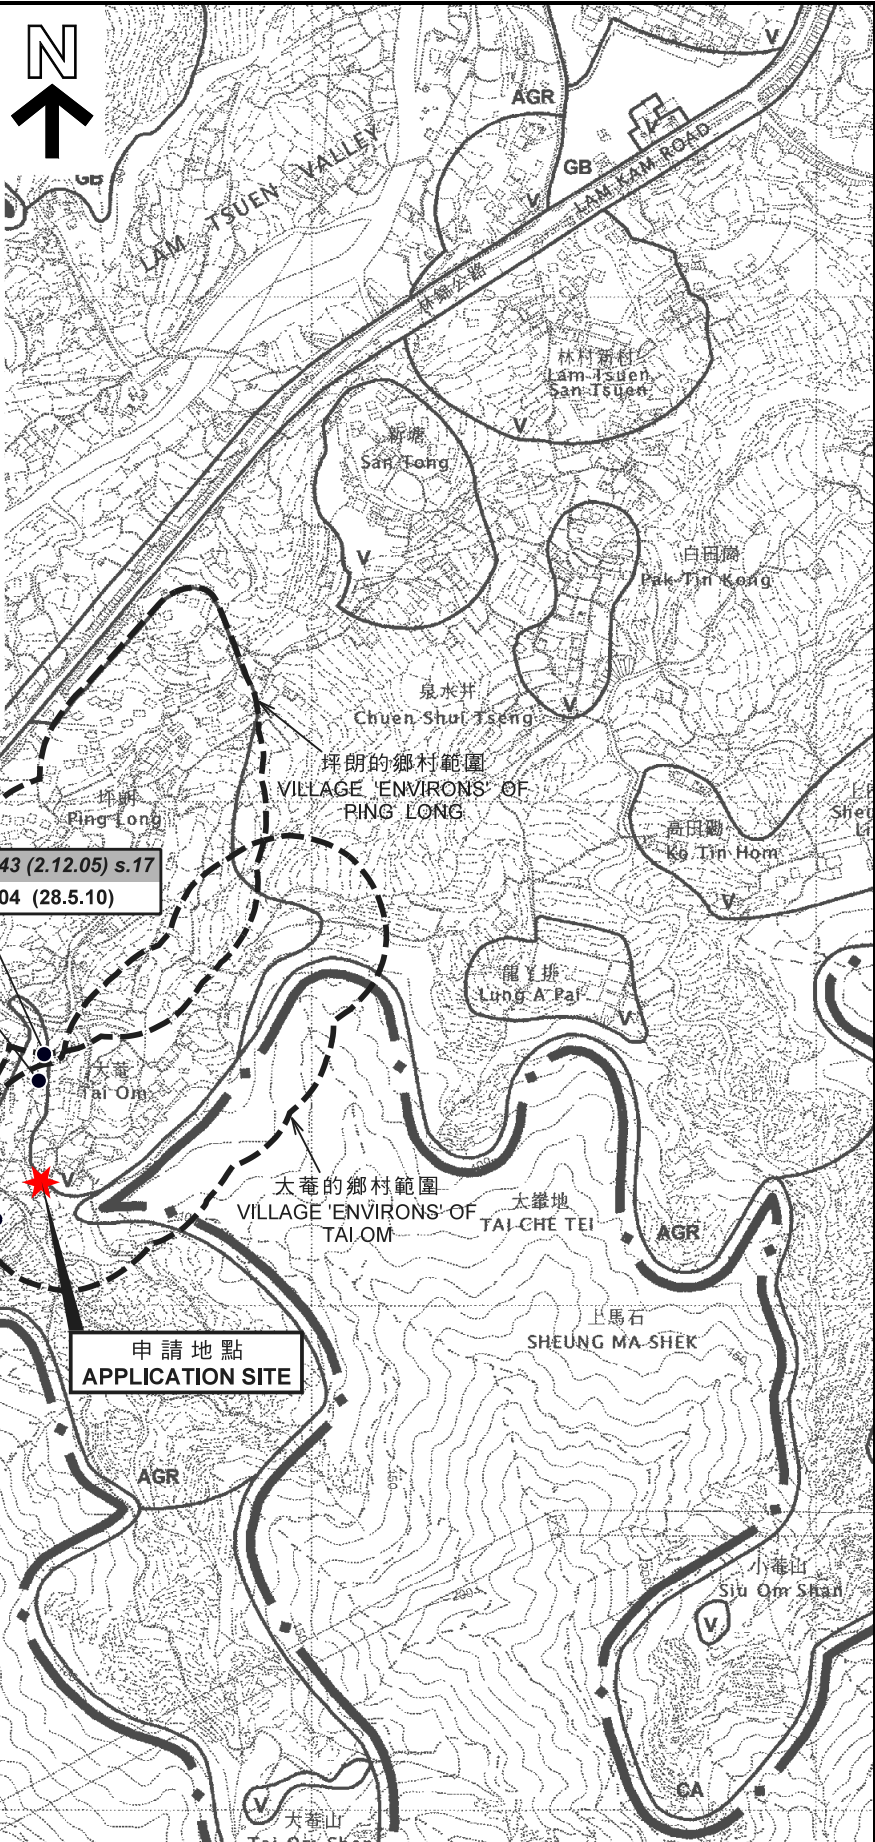 N
V
AGR
GB
GB
LAM TSUEN VALLEY
LAM KAM ROAD
V
林錦公路
林村新村
Lam Tsuen
San Tsuen
V
新塘
San Tong
V
白田崗
Pak Tin Kong
泉水井
Chuen Shui Tseng
V
坪朗的鄉村範圍
VILLAGE 'ENVIRONS' OF
PING LONG
坪朗
Ping Long
Sheu
Li
高田磡
Ko Tin Hom
V
43 (2.12.05) s.17
04 (28.5.10)
龍丫排
Lung A Pai
V
大菴
Tai Om
V
大菴的鄉村範圍
VILLAGE 'ENVIRONS' OF
TAI OM
TAI CHE TEI
AGR
上馬石
SHEUNG MA SHEK
申請地點
APPLICATION SITE
AGR
小菴山
Siu Om Shan
V
CA
V
大菴山
Tai Om Shan